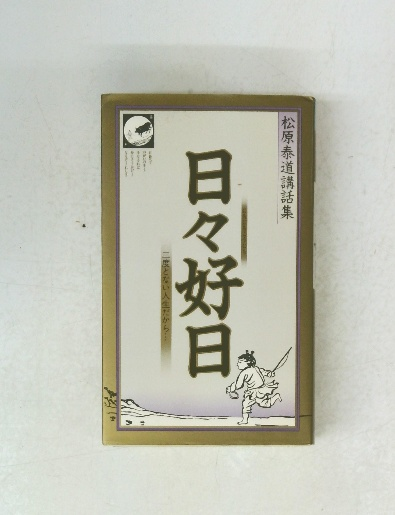 松原泰道講話集
日々好日
二度とない人生だから…